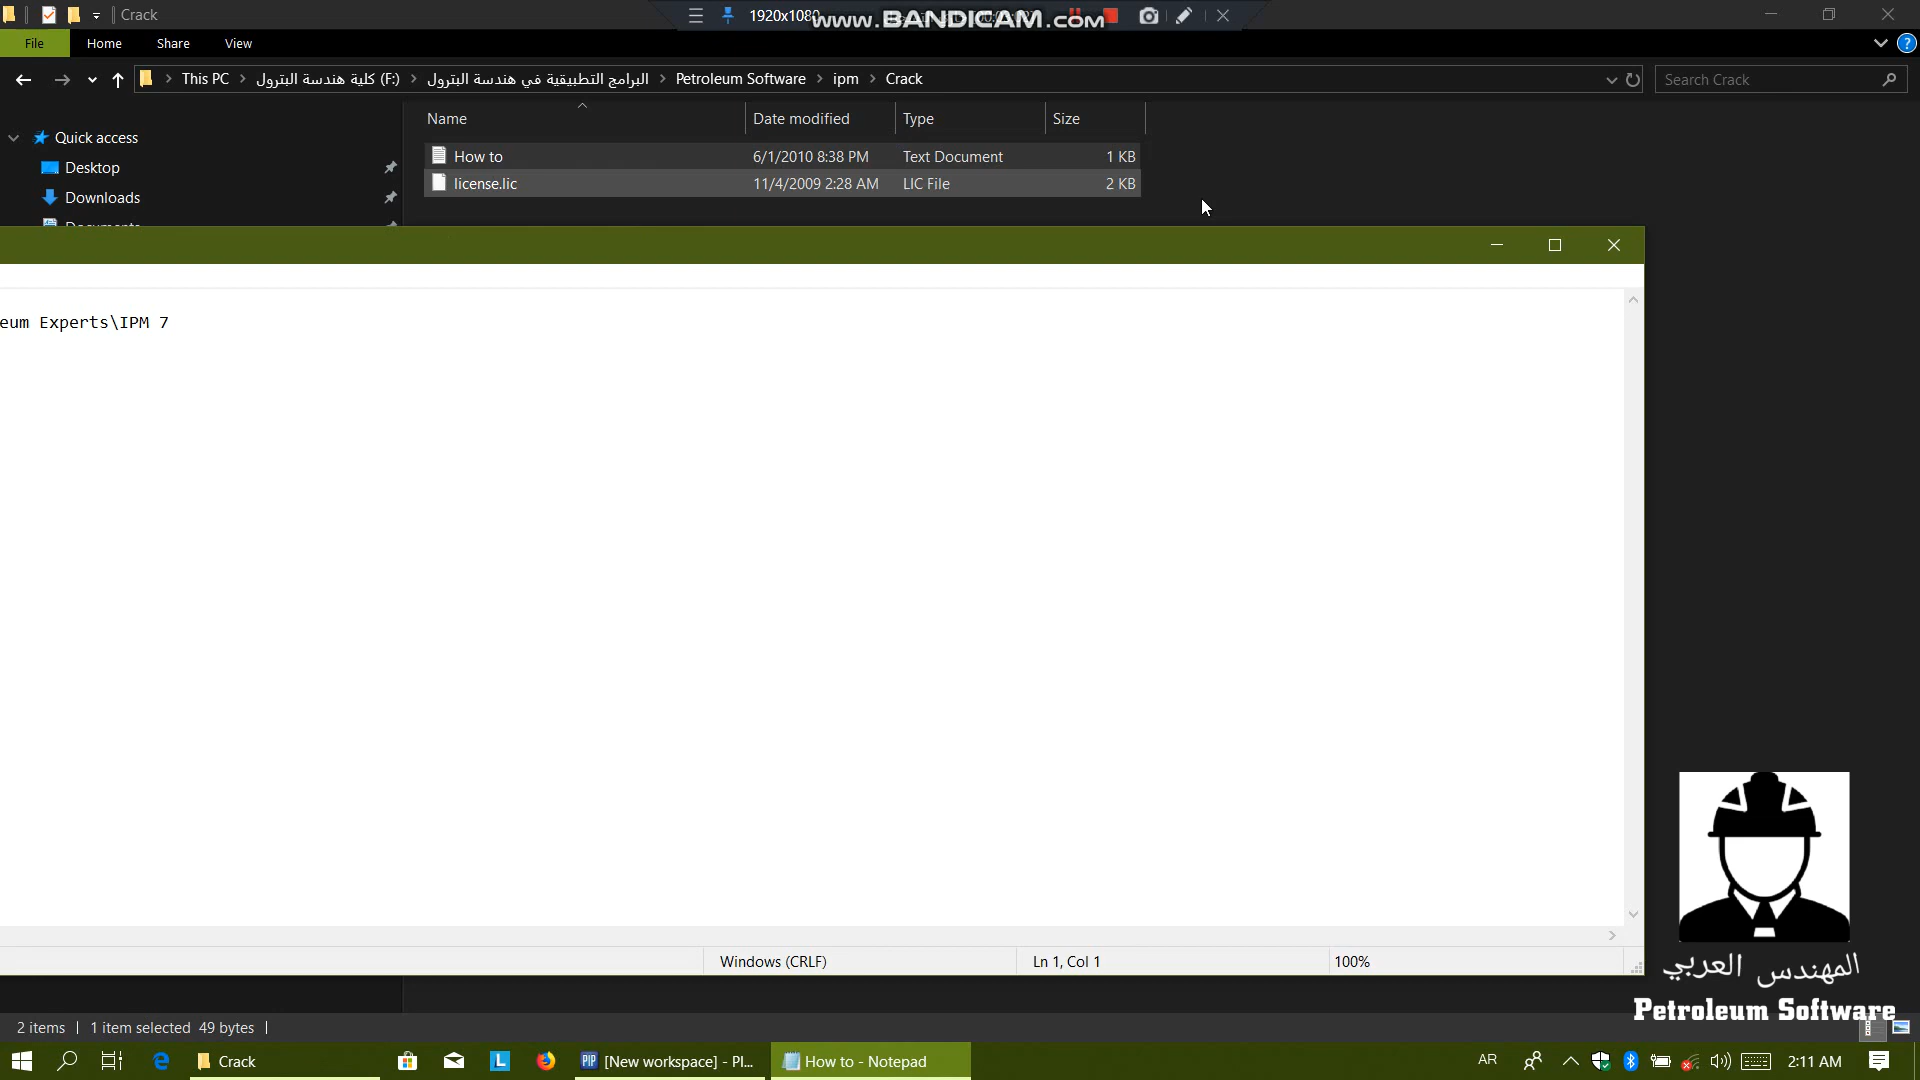 Crack
1920x1080
www.BANDICAM.com
File Home Share View
This PC كلية هندسة البترول (F:) البرامج التطبيقية في هندسة البترول Petroleum Software ipm Crack
Search Crack
Name Date modified Type Size
Quick access
How to 6/1/2010 8:38 PM Text Document 1 KB
Desktop
license.lic 11/4/2009 2:28 AM LIC File 2 KB
Downloads
Documents
eum Experts\IPM 7
Windows (CRLF) Ln 1, Col 1 100%
المهندس العربي
Petroleum Software
2 items 1 item selected 49 bytes
Crack
[New workspace] - Pl...
How to - Notepad
AR
2:11 AM